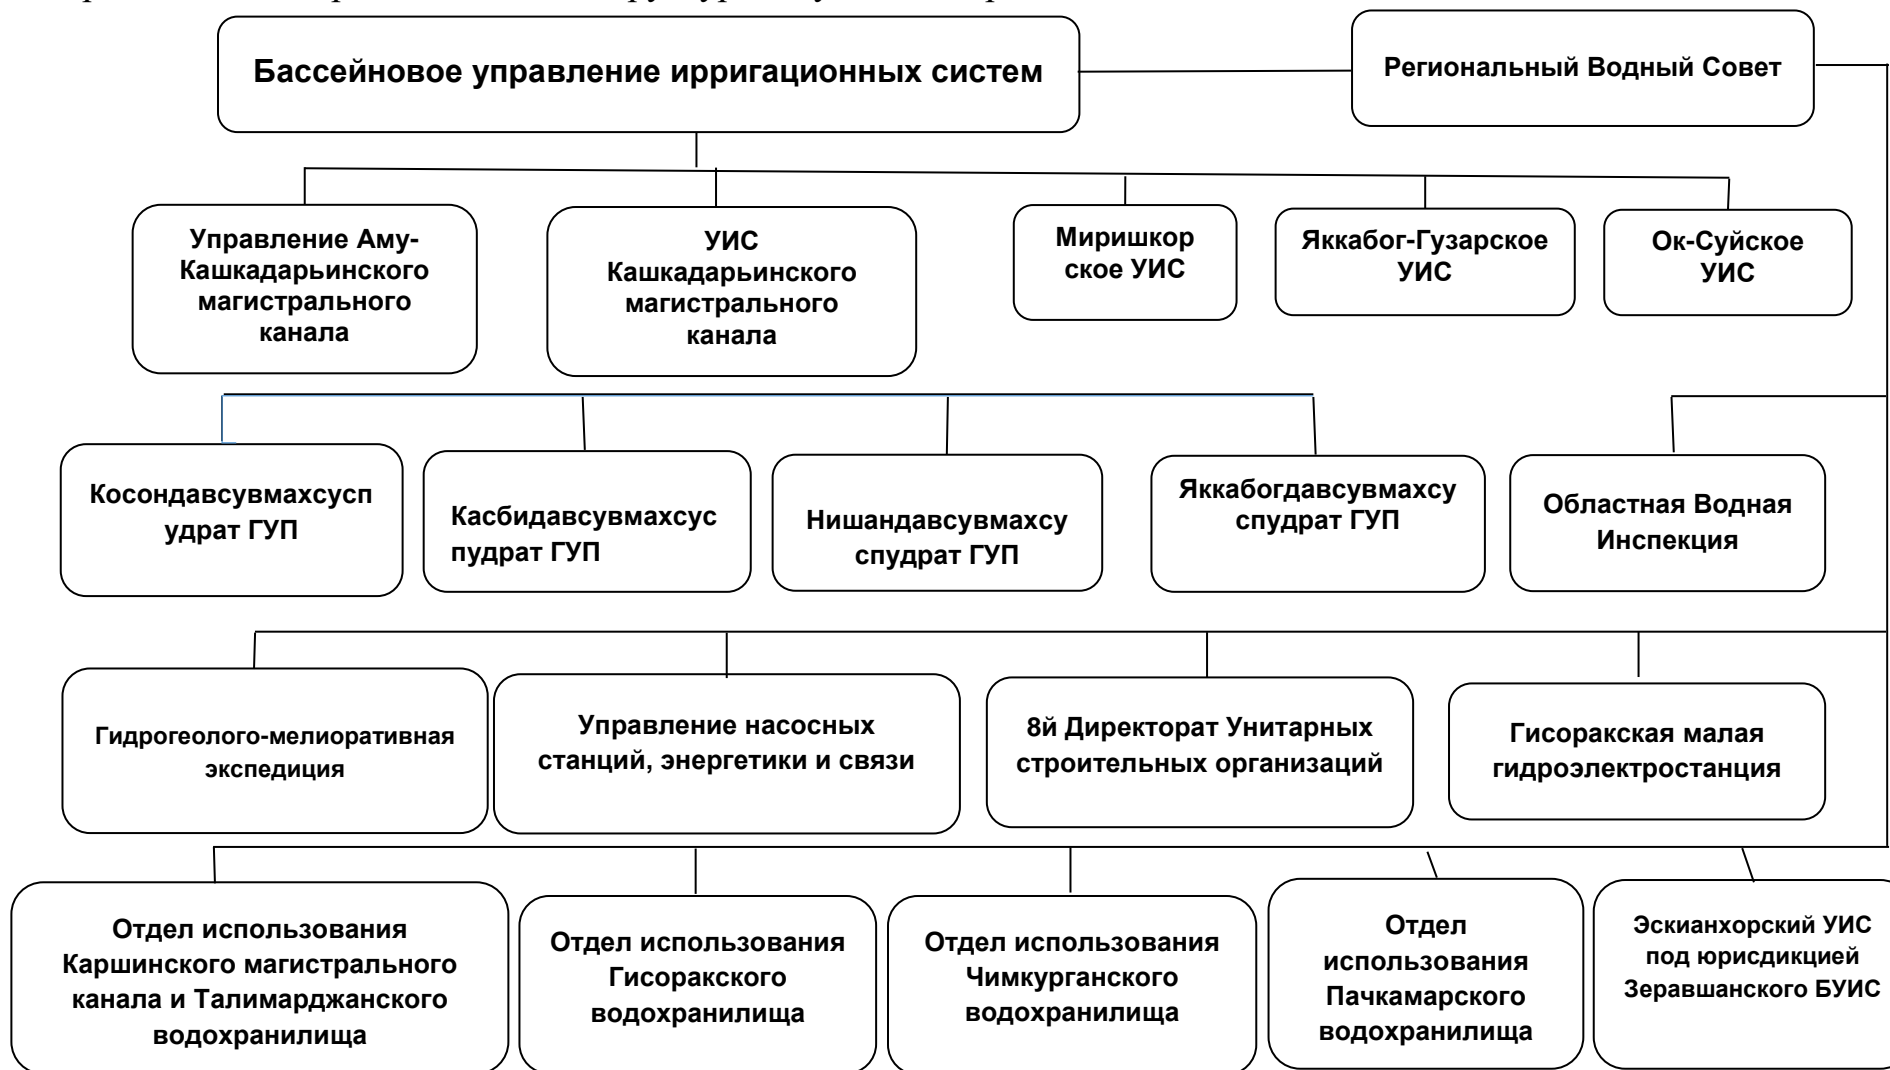 Бассейновое управление ирригационных систем
Региональный Водный Совет
Управление Аму-
Кашкадарьинского
магистрального
канала
УИС
Кашкадарьинского
магистрального
канала
Миришкор
ское УИС
Яккабог-Гузарское
УИС
Ок-Суйское
УИС
Косондавсувмахсусп
удрат ГУП
Касбидавсувмахсус
пудрат ГУП
Нишандавсувмахсу
спудрат ГУП
Яккабогдавсувмахсу
спудрат ГУП
Областная Водная
Инспекция
Гидрогеолого-мелиоративная
экспедиция
Управление насосных
станций, энергетики и связи
8й Директорат Унитарных
строительных организаций
Гисоракская малая
гидроэлектростанция
Отдел использования
Каршинского магистрального
канала и Талимарджанского
водохранилища
Отдел использования
Гисоракского
водохранилища
Отдел использования
Чимкурганского
водохранилища
Отдел
использования
Пачкамарского
водохранилища
Эскианхорский УИС
под юрисдикцией
Зеравшанского БУИС